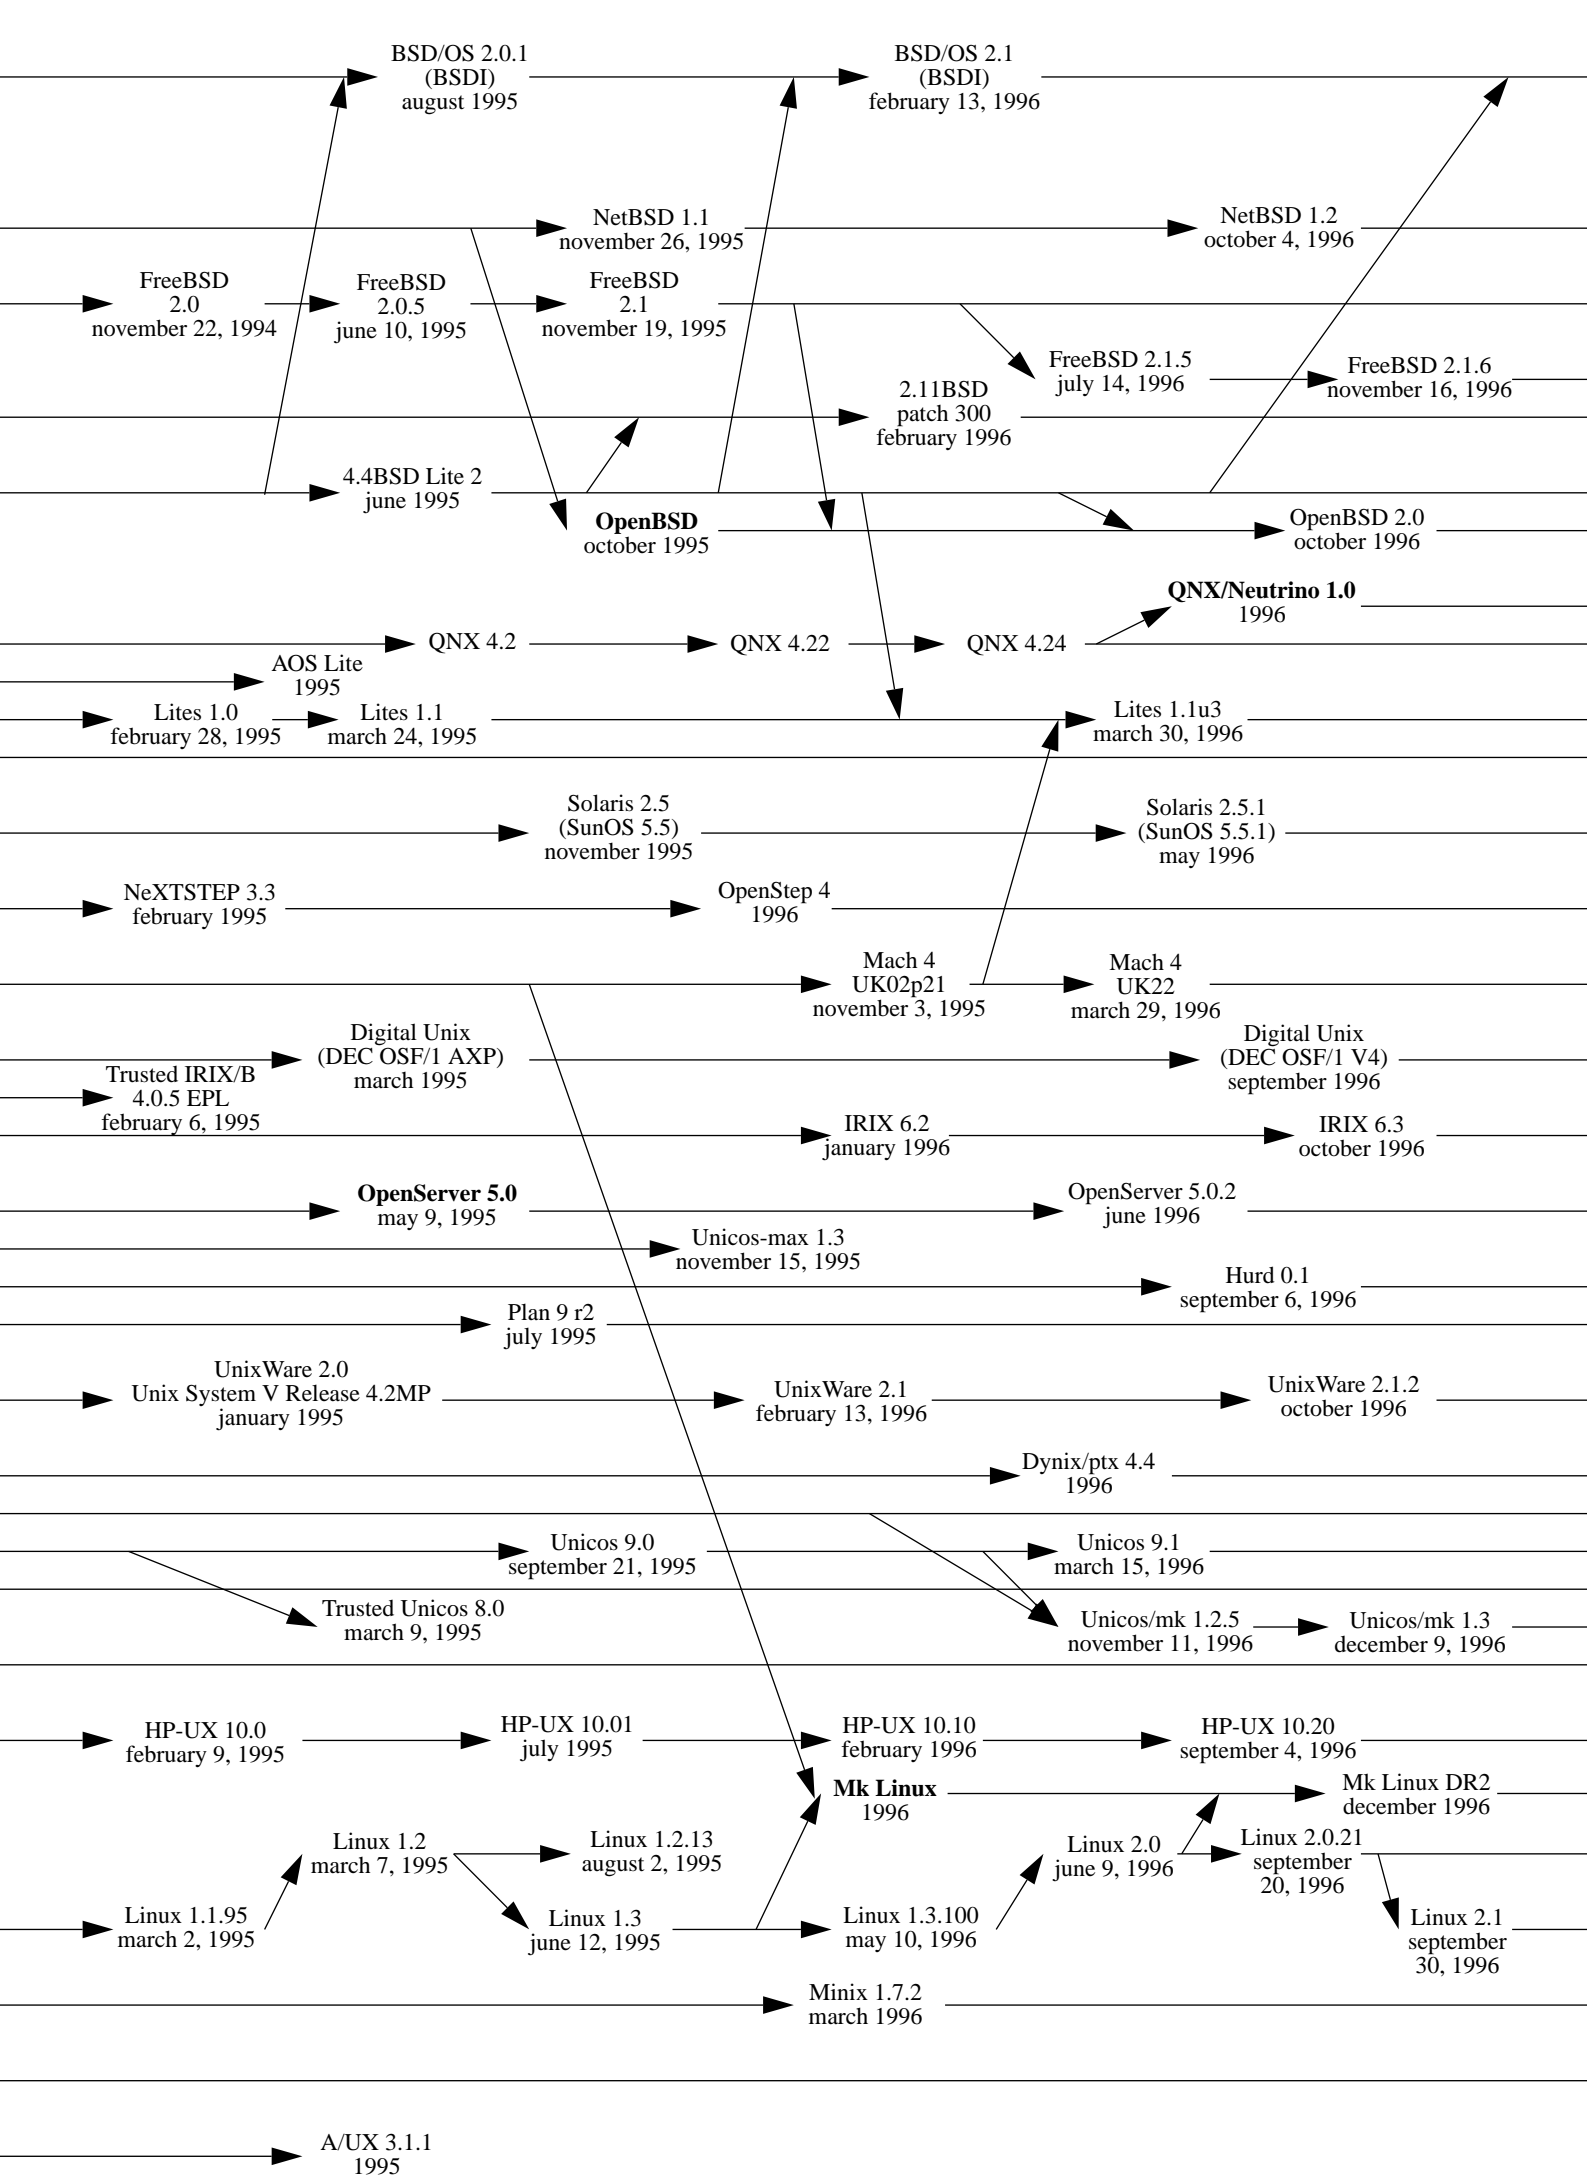 BSD/OS 2.0.1
(BSDI)
august 1995
BSD/OS 2.1
(BSDI)
february 13, 1996
NetBSD 1.1
november 26, 1995
NetBSD 1.2
october 4, 1996
FreeBSD
2.0
november 22, 1994
FreeBSD
2.0.5
june 10, 1995
FreeBSD
2.1
november 19, 1995
FreeBSD 2.1.5
july 14, 1996
FreeBSD 2.1.6
november 16, 1996
2.11BSD
patch 300
february 1996
4.4BSD Lite 2
june 1995
OpenBSD
october 1995
OpenBSD 2.0
october 1996
QNX/Neutrino 1.0
1996
QNX 4.2
QNX 4.22
QNX 4.24
AOS Lite
1995
Lites 1.0
february 28, 1995
Lites 1.1
march 24, 1995
Lites 1.1u3
march 30, 1996
Solaris 2.5
(SunOS 5.5)
november 1995
Solaris 2.5.1
(SunOS 5.5.1)
may 1996
NeXTSTEP 3.3
february 1995
OpenStep 4
1996
Mach 4
UK02p21
november 3, 1995
Mach 4
UK22
march 29, 1996
Digital Unix
(DEC OSF/1 AXP)
march 1995
Digital Unix
(DEC OSF/1 V4)
september 1996
Trusted IRIX/B
4.0.5 EPL
february 6, 1995
IRIX 6.2
january 1996
IRIX 6.3
october 1996
OpenServer 5.0
may 9, 1995
OpenServer 5.0.2
june 1996
Unicos-max 1.3
november 15, 1995
Hurd 0.1
september 6, 1996
Plan 9 r2
july 1995
UnixWare 2.0
Unix System V Release 4.2MP
january 1995
UnixWare 2.1
february 13, 1996
UnixWare 2.1.2
october 1996
Dynix/ptx 4.4
1996
Unicos 9.0
september 21, 1995
Unicos 9.1
march 15, 1996
Trusted Unicos 8.0
march 9, 1995
Unicos/mk 1.2.5
november 11, 1996
Unicos/mk 1.3
december 9, 1996
HP-UX 10.0
february 9, 1995
HP-UX 10.01
july 1995
HP-UX 10.10
february 1996
HP-UX 10.20
september 4, 1996
Mk Linux
1996
Mk Linux DR2
december 1996
Linux 1.2
march 7, 1995
Linux 1.2.13
august 2, 1995
Linux 2.0
june 9, 1996
Linux 2.0.21
september
20, 1996
Linux 1.1.95
march 2, 1995
Linux 1.3
june 12, 1995
Linux 1.3.100
may 10, 1996
Linux 2.1
september
30, 1996
Minix 1.7.2
march 1996
A/UX 3.1.1
1995